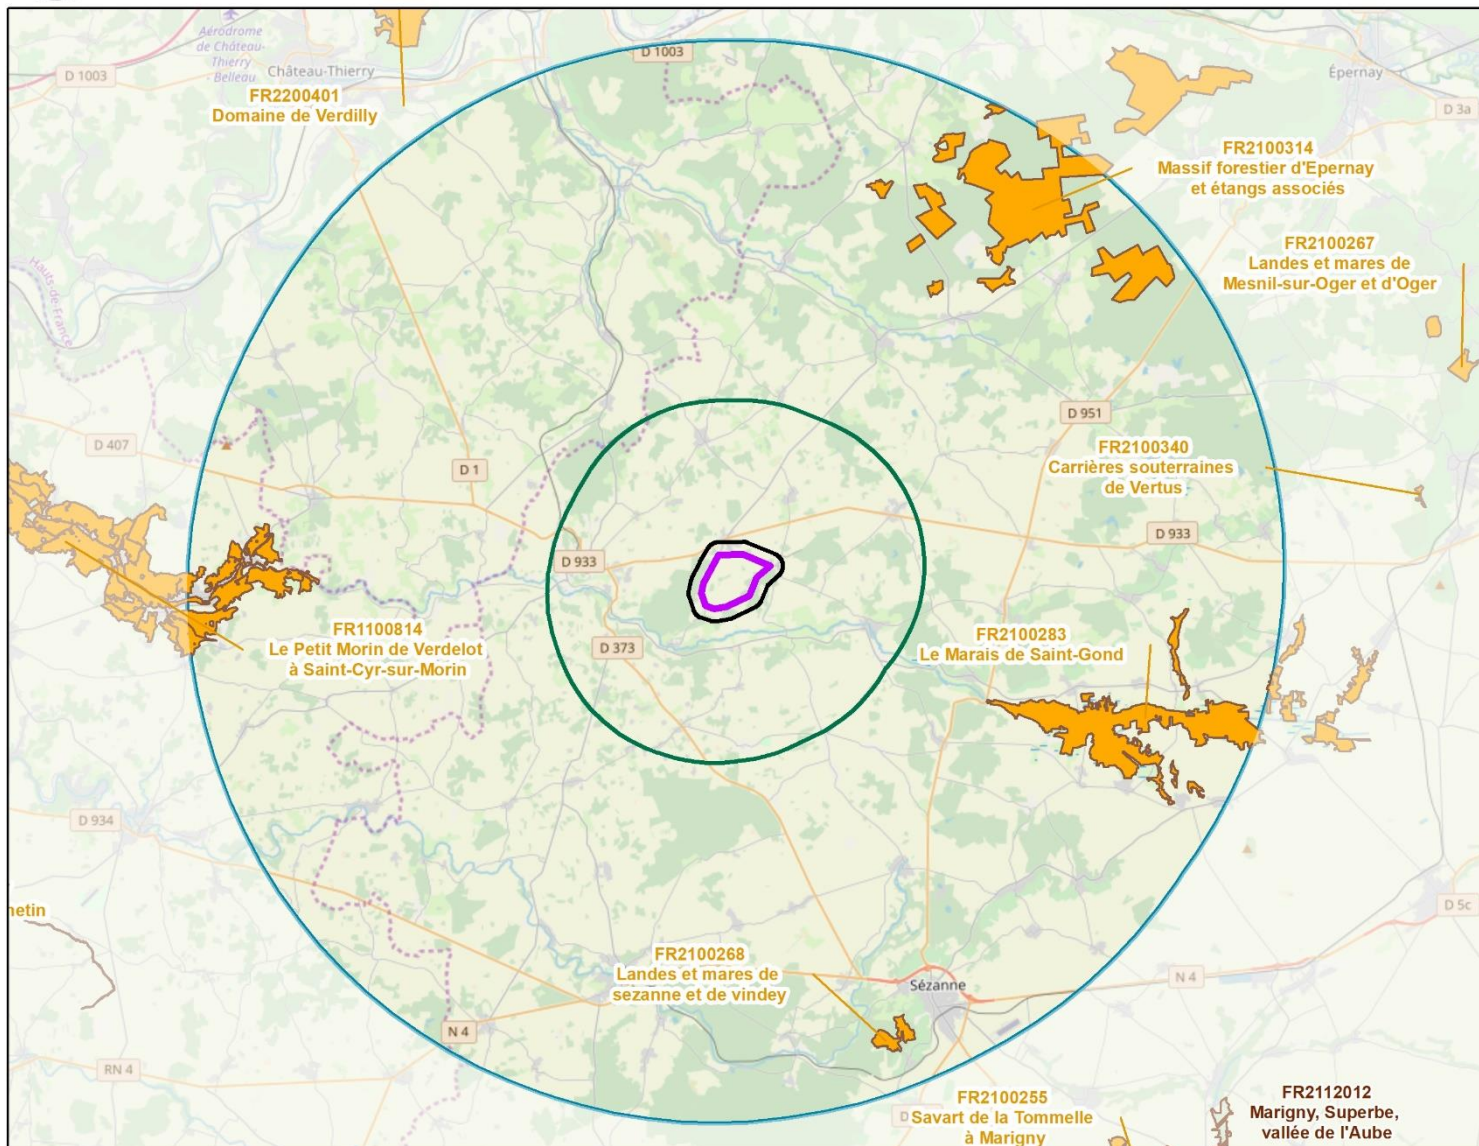 D 1003
Aérodrome
de Château-
Thierry
- Belleau
D 1003
Château-Thierry
Épernay
D 3a
FR2200401
Domaine de Verdilly
FR2100314
Massif forestier d'Epernay
et étangs associés
Hauts-de-France
FR2100267
Landes et mares de
Mesnil-sur-Oger et d'Oger
D 951
D 407
D 1
FR2100340
Carrières souterraines
de Vertus
D 933
D 933
FR1100814
Le Petit Morin de Verdelot
à Saint-Cyr-sur-Morin
D 373
FR2100283
Le Marais de Saint-Gond
D 934
netin
D 5c
FR2100268
Landes et mares de
sezanne et de vindey
Sézanne
N 4
N 4
RN 4
FR2100255
Savart de la Tommelle
à Marigny
D
FR2112012
Marigny, Superbe,
vallée de l'Aube